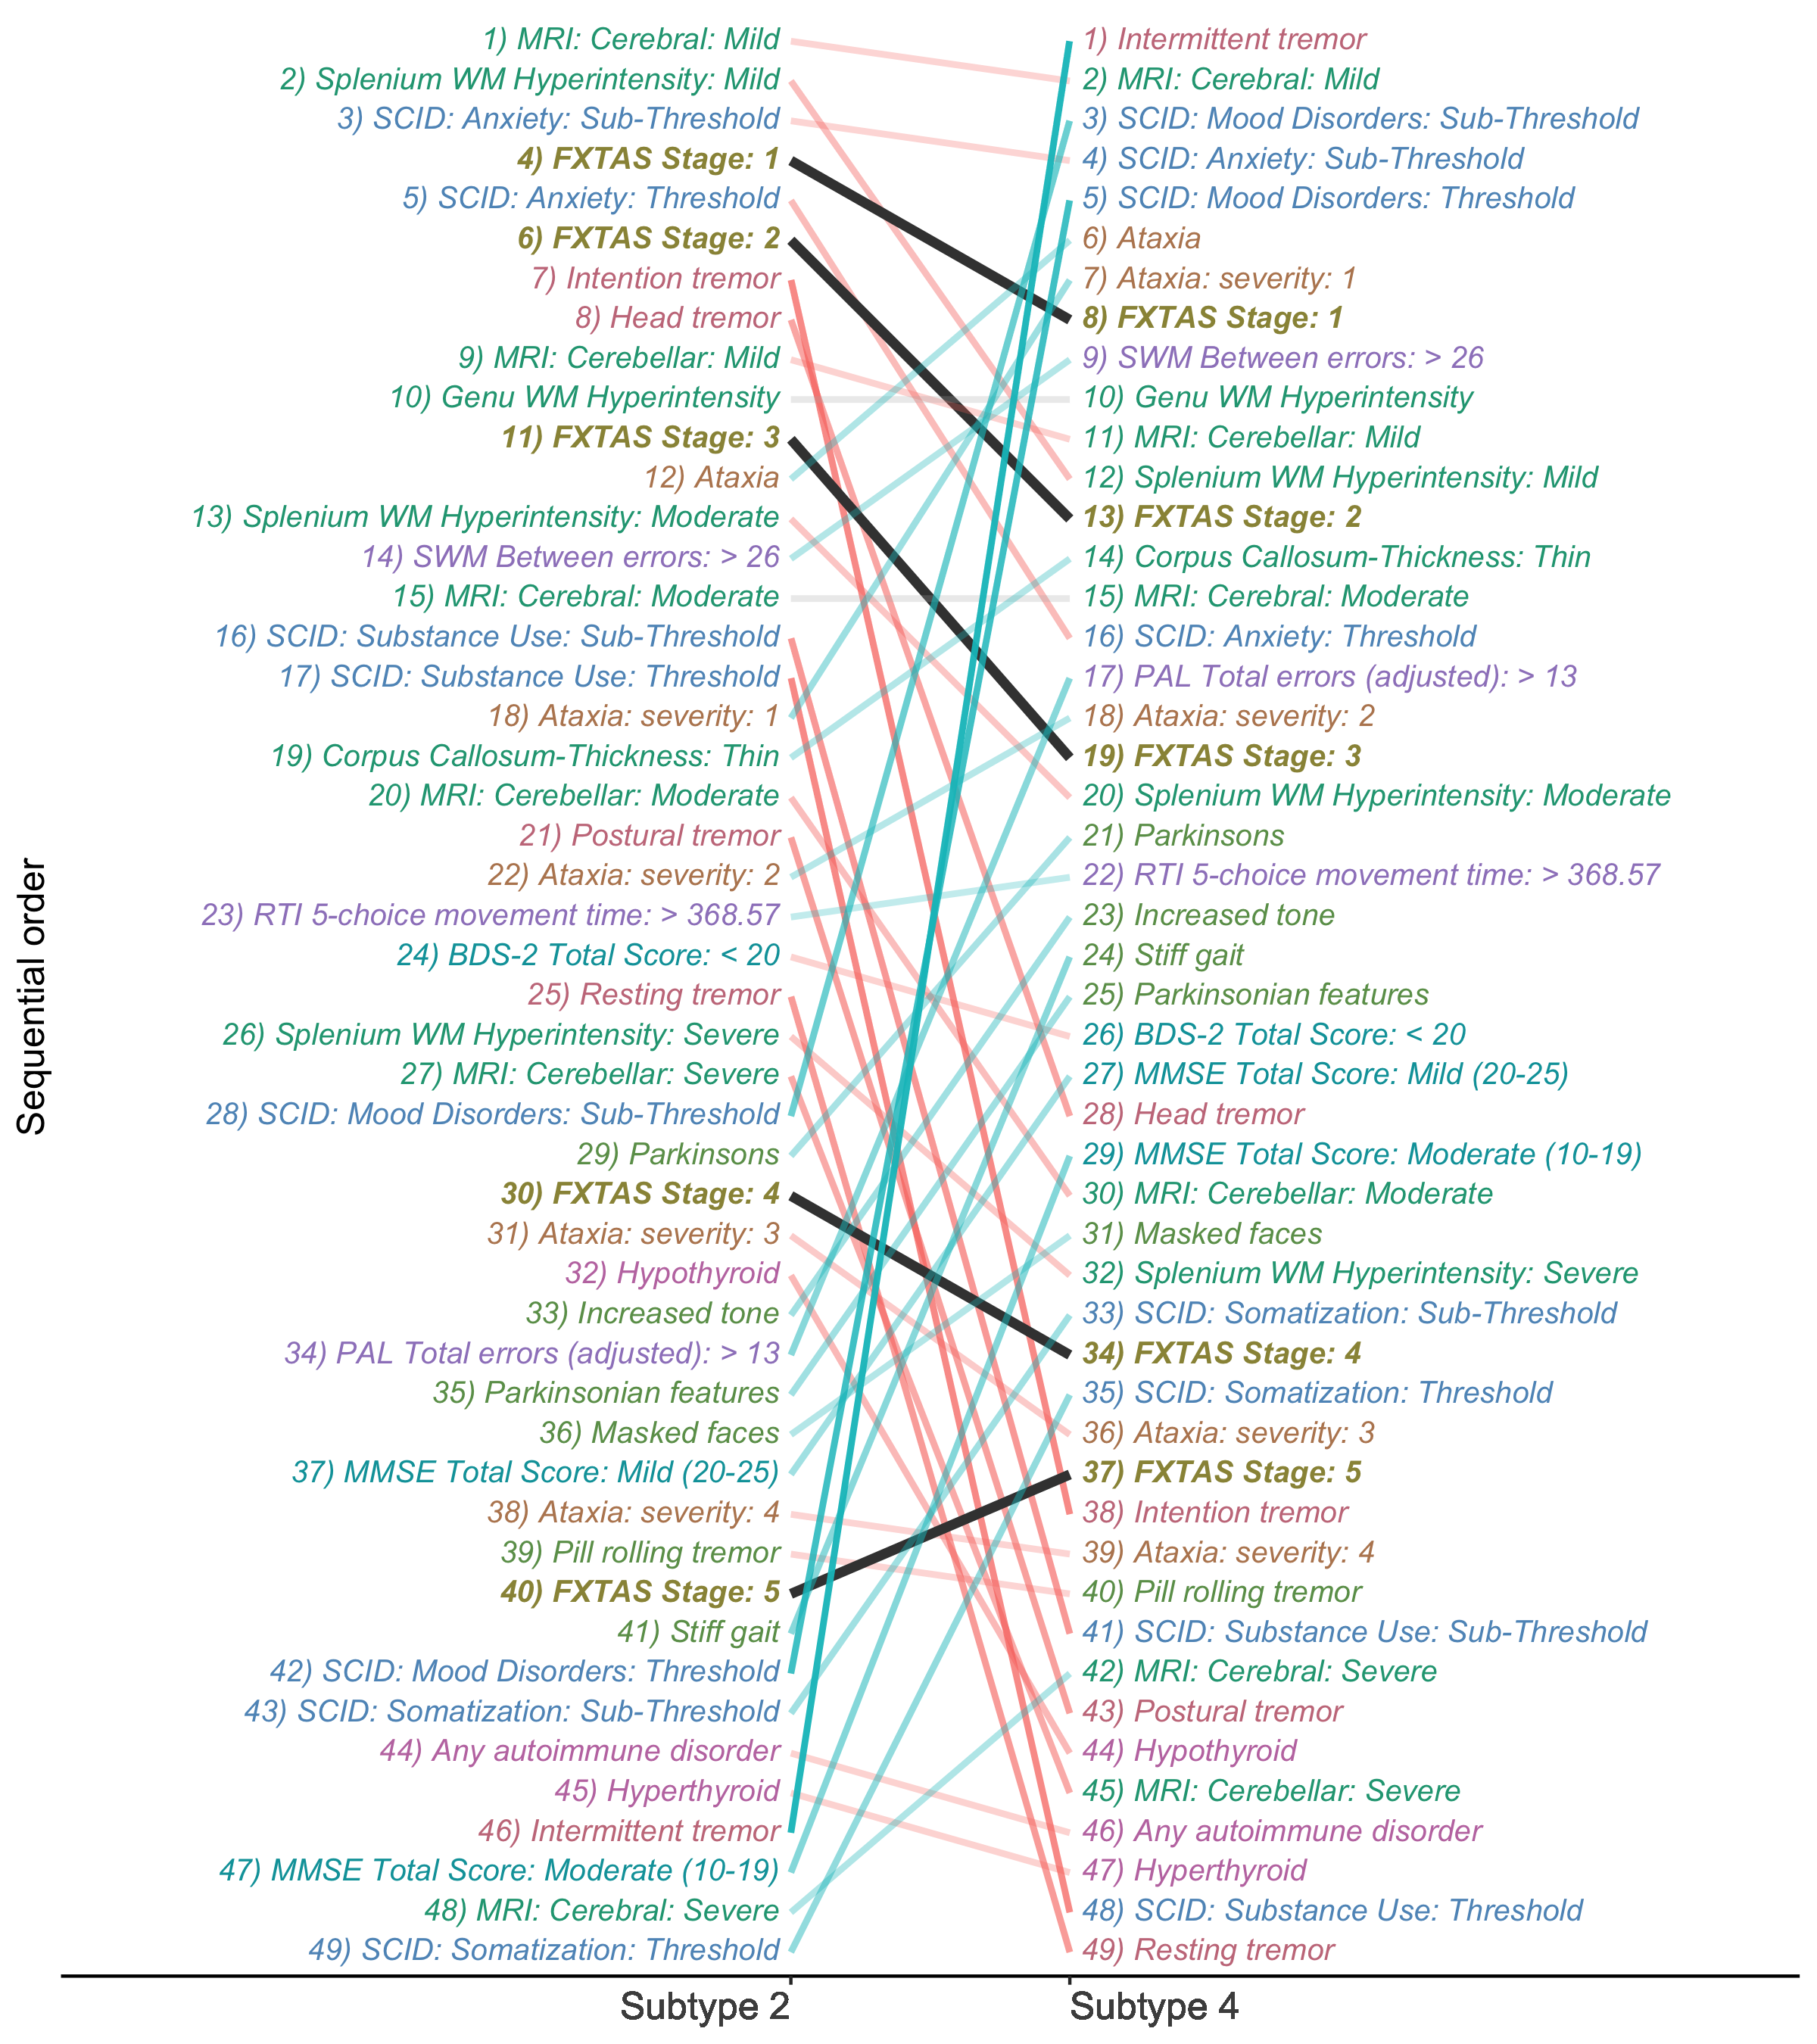 Sequential order
1) MRI: Cerebral: Mild
2) Splenium WM Hyperintensity: Mild
3) SCID: Anxiety: Sub-Threshold
4) FXTAS Stage: 1
5) SCID: Anxiety: Threshold
6) FXTAS Stage: 2
7) Intention tremor
8) Head tremor
9) MRI: Cerebellar: Mild
10) Genu WM Hyperintensity
11) FXTAS Stage: 3
12) Ataxia
13) Splenium WM Hyperintensity: Moderate
14) SWM Between errors: > 26
15) MRI: Cerebral: Moderate
16) SCID: Substance Use: Sub-Threshold
17) SCID: Substance Use: Threshold
18) Ataxia: severity: 1
19) Corpus Callosum-Thickness: Thin
20) MRI: Cerebellar: Moderate
21) Postural tremor
22) Ataxia: severity: 2
23) RTI 5-choice movement time: > 368.57
24) BDS-2 Total Score: < 20
25) Resting tremor
26) Splenium WM Hyperintensity: Severe
27) MRI: Cerebellar: Severe
28) SCID: Mood Disorders: Sub-Threshold
29) Parkinsons
30) FXTAS Stage: 4
31) Ataxia: severity: 3
32) Hypothyroid
33) Increased tone
34) PAL Total errors (adjusted): > 13
35) Parkinsonian features
36) Masked faces
37) MMSE Total Score: Mild (20-25)
38) Ataxia: severity: 4
39) Pill rolling tremor
40) FXTAS Stage: 5
41) Stiff gait
42) SCID: Mood Disorders: Threshold
43) SCID: Somatization: Sub-Threshold
44) Any autoimmune disorder
45) Hyperthyroid
46) Intermittent tremor
47) MMSE Total Score: Moderate (10-19)
48) MRI: Cerebral: Severe
49) SCID: Somatization: Threshold
Subtype 2
1) Intermittent tremor
2) MRI: Cerebral: Mild
3) SCID: Mood Disorders: Sub-Threshold
4) SCID: Anxiety: Sub-Threshold
5) SCID: Mood Disorders: Threshold
6) Ataxia
7) Ataxia: severity: 1
8) FXTAS Stage: 1
9) SWM Between errors: > 26
10) Genu WM Hyperintensity
11) MRI: Cerebellar: Mild
12) Splenium WM Hyperintensity: Mild
13) FXTAS Stage: 2
14) Corpus Callosum-Thickness: Thin
15) MRI: Cerebral: Moderate
16) SCID: Anxiety: Threshold
17) PAL Total errors (adjusted): > 13
18) Ataxia: severity: 2
19) FXTAS Stage: 3
20) Splenium WM Hyperintensity: Moderate
21) Parkinsons
22) RTI 5-choice movement time: > 368.57
23) Increased tone
24) Stiff gait
25) Parkinsonian features
26) BDS-2 Total Score: < 20
27) MMSE Total Score: Mild (20-25)
28) Head tremor
29) MMSE Total Score: Moderate (10-19)
30) MRI: Cerebellar: Moderate
31) Masked faces
32) Splenium WM Hyperintensity: Severe
33) SCID: Somatization: Sub-Threshold
34) FXTAS Stage: 4
35) SCID: Somatization: Threshold
36) Ataxia: severity: 3
37) FXTAS Stage: 5
38) Intention tremor
39) Ataxia: severity: 4
40) Pill rolling tremor
41) SCID: Substance Use: Sub-Threshold
42) MRI: Cerebral: Severe
43) Postural tremor
44) Hypothyroid
45) MRI: Cerebellar: Severe
46) Any autoimmune disorder
47) Hyperthyroid
48) SCID: Substance Use: Threshold
49) Resting tremor
Subtype 4